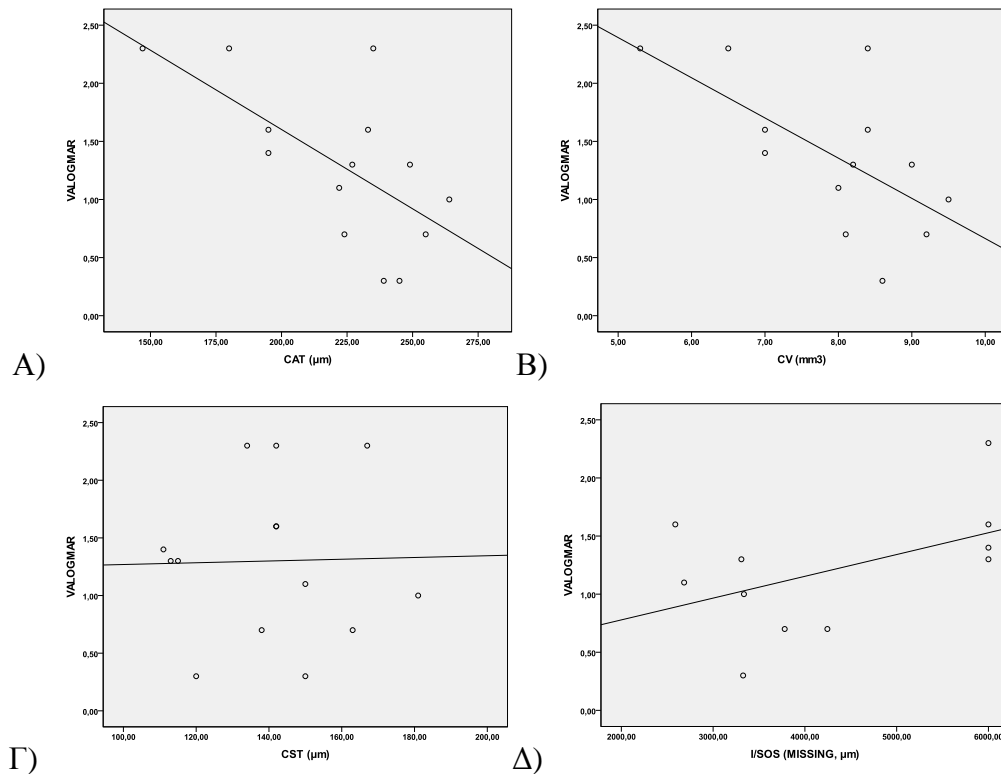 2,50
2,00
1,50
1,00
0,50
0,00
VALOGMAR
150,00 175,00 200,00 225,00 250,00 275,00
CAT (µm)
Α)
2,50
2,00
1,50
1,00
0,50
0,00
VALOGMAR
5,00 6,00 7,00 8,00 9,00 10,00
CV (mm3)
Β)
2,50
2,00
1,50
1,00
0,50
0,00
VALOGMAR
100,00 120,00 140,00 160,00 180,00 200,00
CST (µm)
Γ)
2,50
2,00
1,50
1,00
0,50
0,00
VALOGMAR
2000,00 3000,00 4000,00 5000,00 6000,00
I/SOS (MISSING, µm)
Δ)